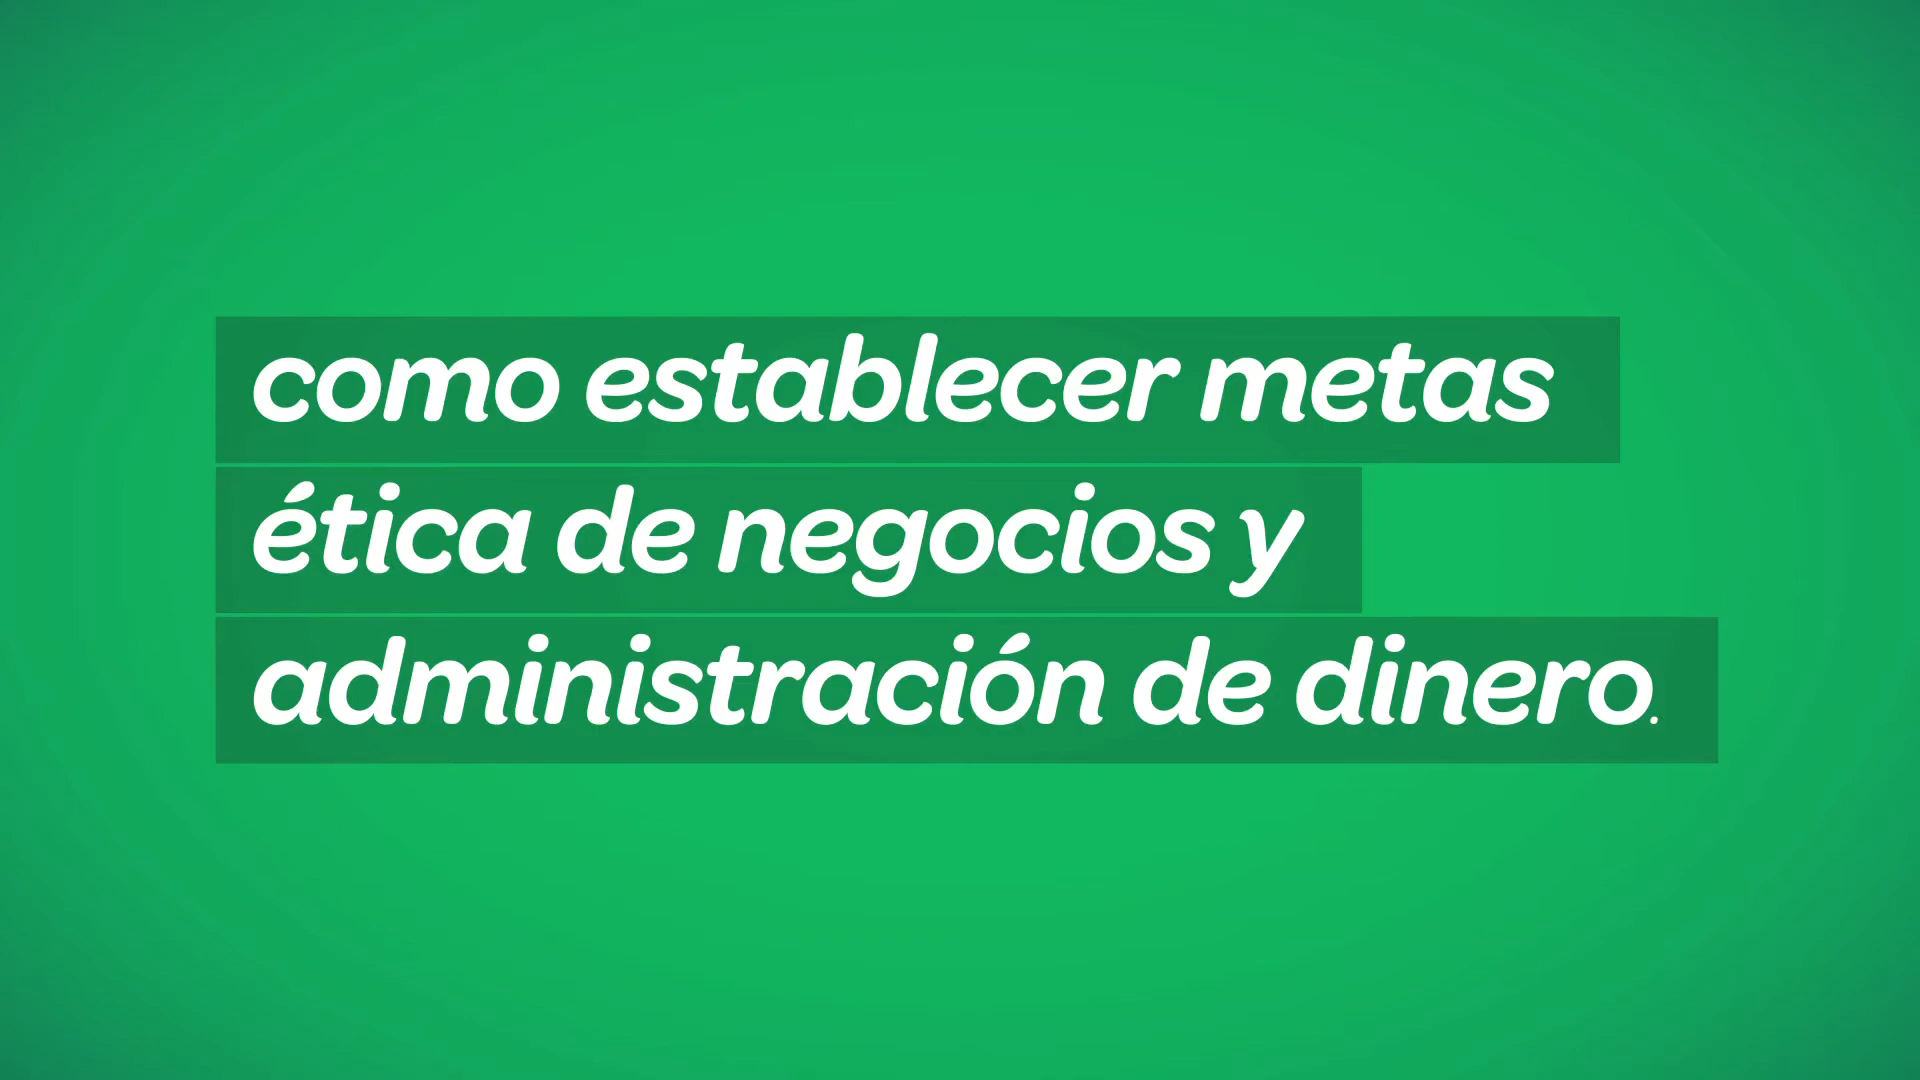 como establecer metas
ética de negocios y
administración de dinero.